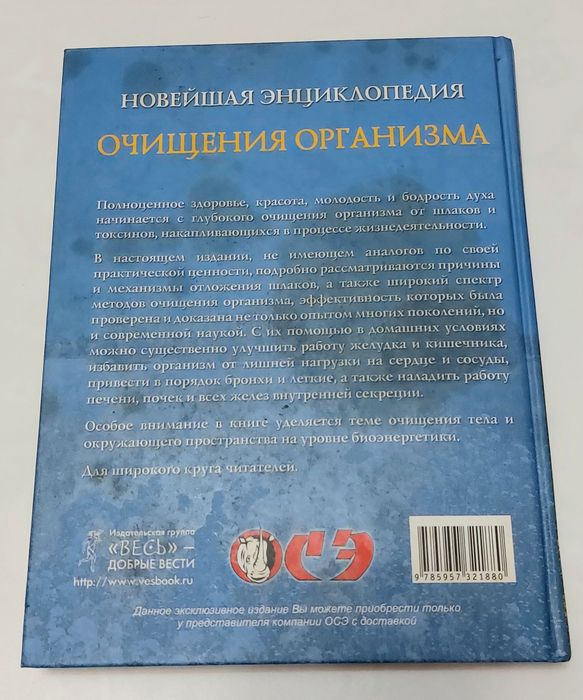 НОВЕЙШАЯ ЭНЦИКЛОПЕДИЯ
ОЧИЩЕНИЯ ОРГАНИЗМА
Полноценное здоровье, красота, молодость и бодрость духа
начинается с глубокого очищения организма от шлаков и
токсинов, накапливающихся в процессе жизнедеятельности.
В настоящем издании, не имеющем аналогов по своей
практической ценности, подробно рассматриваются причины
и механизмы отложения шлаков, а также широкий спектр
методов очищения организма, эффективность которых была
проверена и доказана не только опытом многих поколений, но
и современной наукой. С их помощью в домашних условиях
можно существенно улучшить работу желудка и кишечника,
избавить организм от лишней нагрузки на сердце и сосуды,
привести в порядок бронхи и легкие, а также наладить работу
печени, почек и всех желез внутренней секреции.
Особое внимание в книге уделяется теме очищения тела и
окружающего пространства на уровне биоэнергетики.
Для широкого круга читателей.
Издательская группа
«ВЕСЬ» –
ДОБРЫЕ ВЕСТИ
http://www.vesbook.ru
ОСЭ
9 785957 321880
Данное эксклюзивное издание Вы можете приобрести только
у представителя компании ОСЭ с доставкой